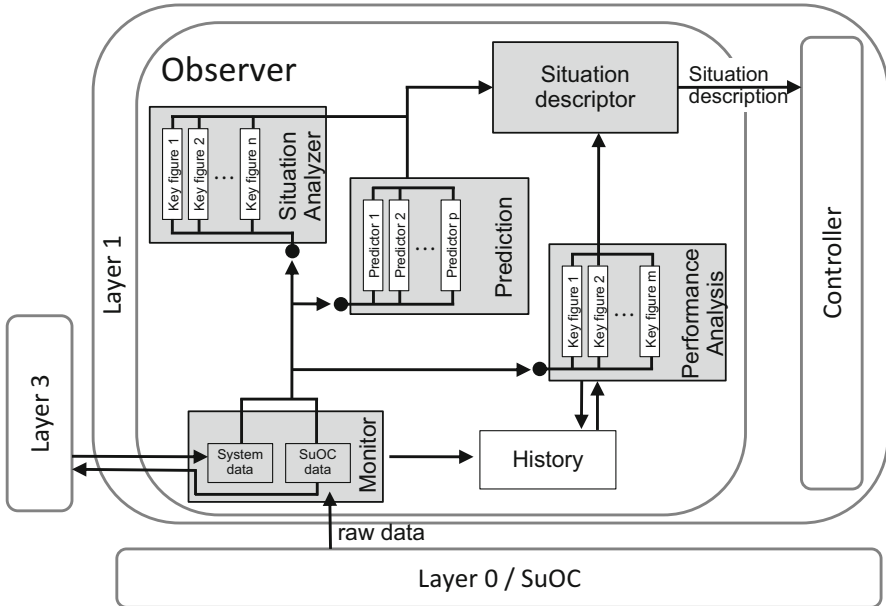 Observer
Situation
descriptor
Situation
description
Key figure 1
Key figure 2
...
Key figure n
Situation
Analyzer
Predictor 1
Predictor 2
...
Predictor p
Prediction
Key figure 1
Key figure 2
...
Key figure m
Performance
Analysis
Controller
Layer 1
Layer 3
System
data
SuOC
data
Monitor
History
raw data
Layer 0 / SuOC